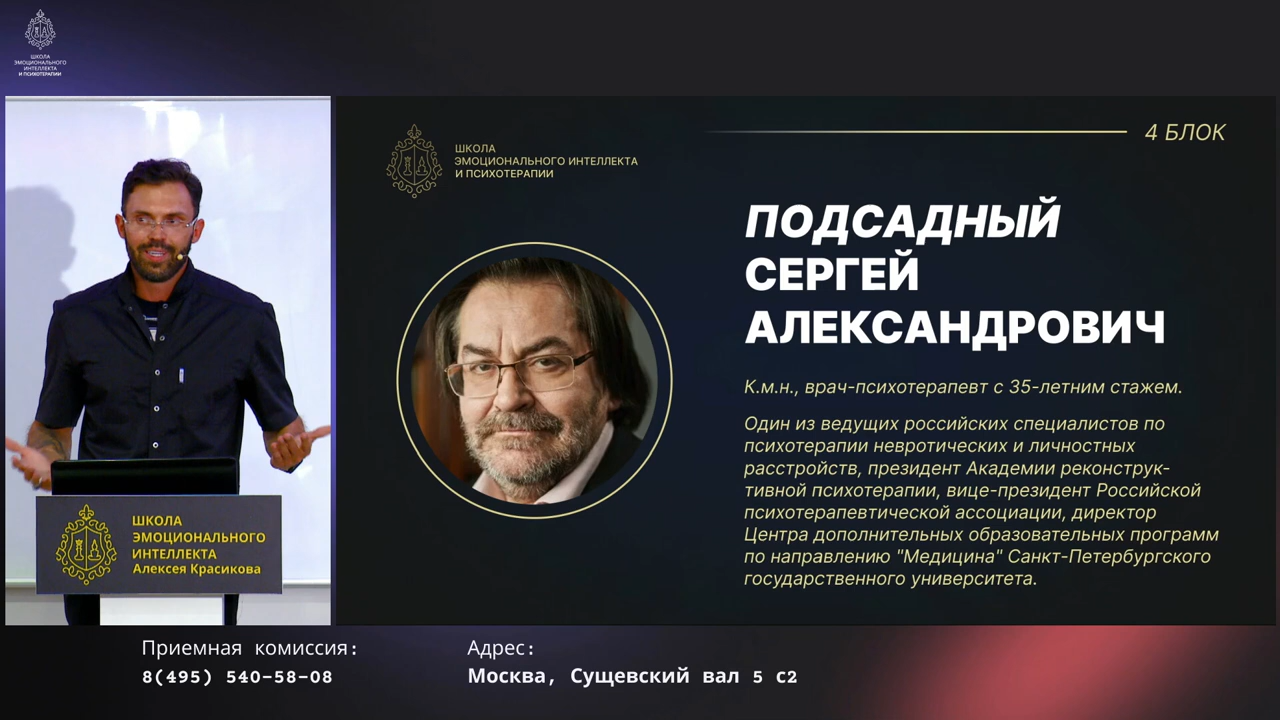 ШКОЛА
ЭМОЦИОНАЛЬНОГО
ИНТЕЛЛЕКТА
И ПСИХОТЕРАПИИ
ШКОЛА
ЭМОЦИОНАЛЬНОГО ИНТЕЛЛЕКТА
И ПСИХОТЕРАПИИ
4 БЛОК
ПОДСАДНЫЙ
СЕРГЕЙ
АЛЕКСАНДРОВИЧ
К.м.н., врач-психотерапевт с 35-летним стажем.
Один из ведущих российских специалистов по
психотерапии невротических и личностных
расстройств, президент Академии реконструк-
тивной психотерапии, вице-президент Российской
психотерапевтической ассоциации, директор
Центра дополнительных образовательных программ
по направлению "Медицина" Санкт-Петербургского
государственного университета.
ШКОЛА
ЭМОЦИОНАЛЬНОГО
ИНТЕЛЛЕКТА
Алексея Красикова
Приемная комиссия:
8(495) 540-58-08
Адрес:
Москва, Сущевский вал 5 с2